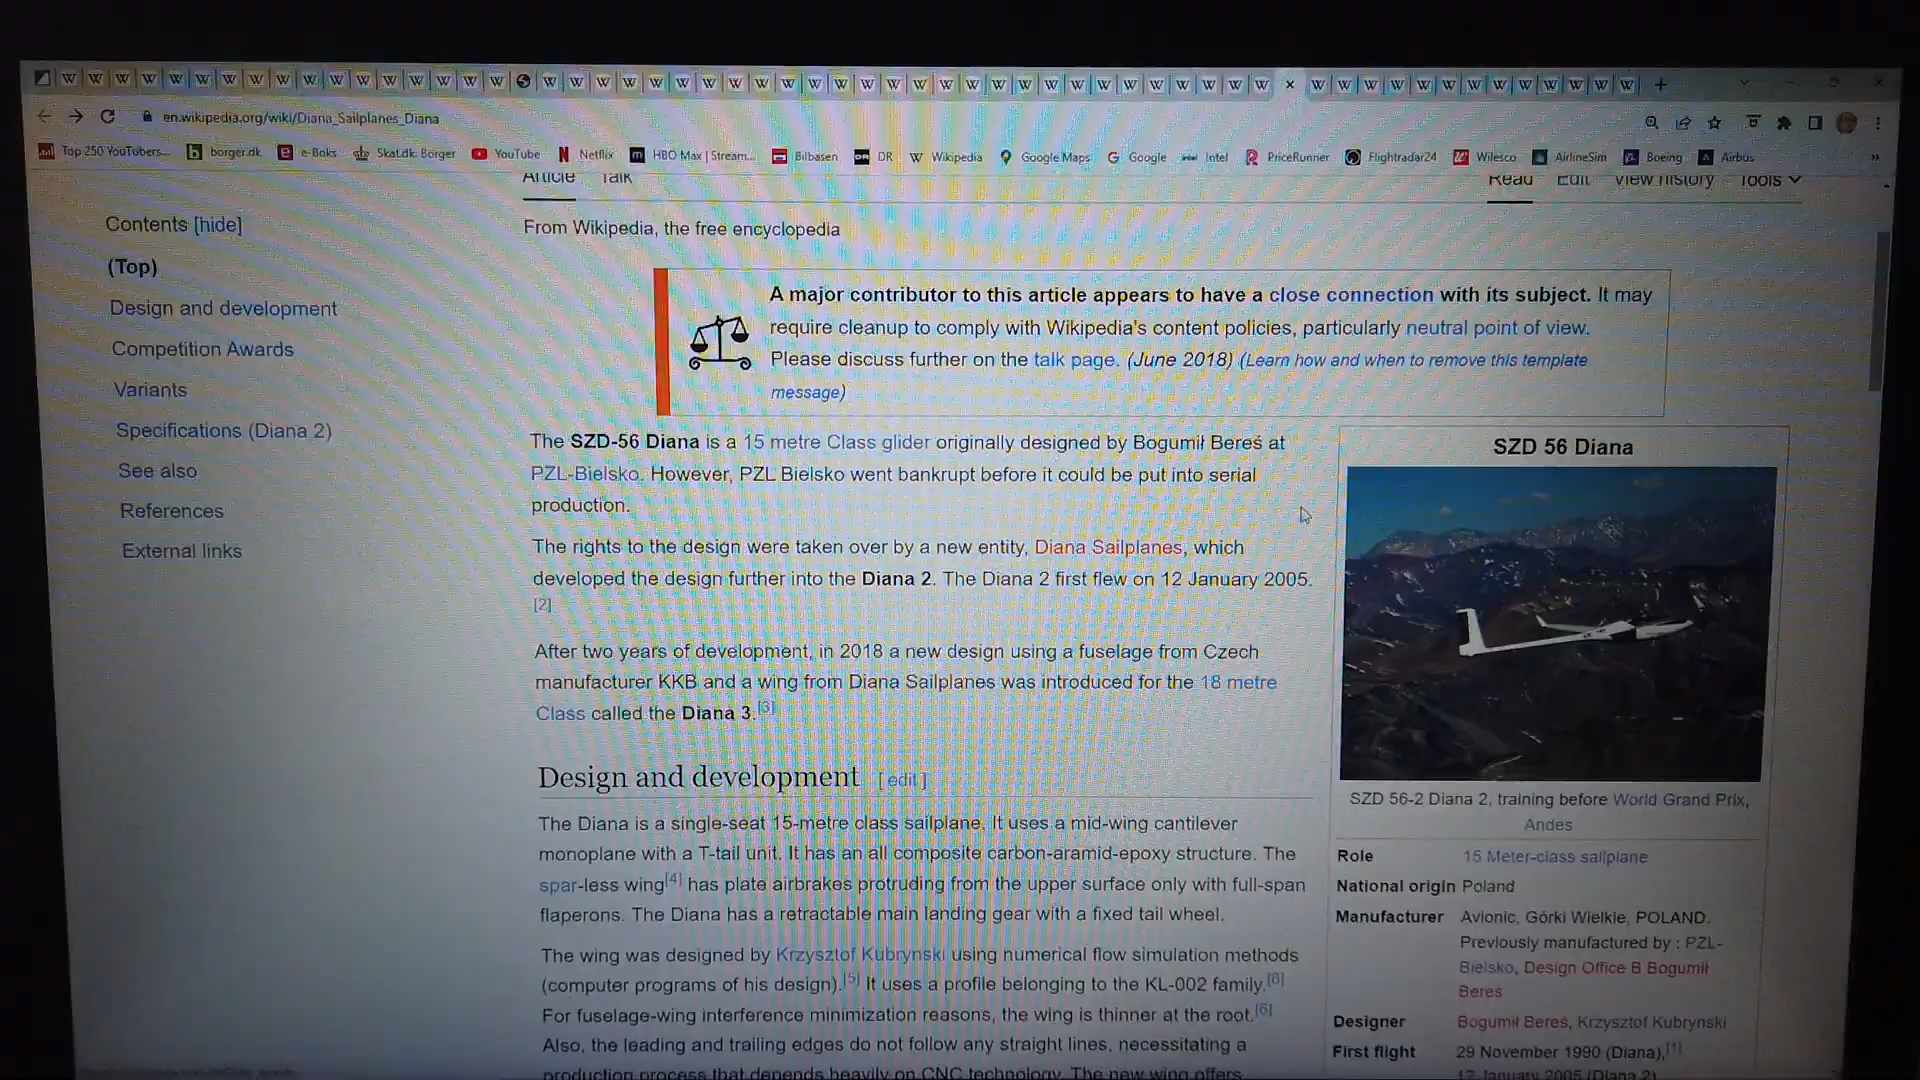 en.wikipedia.org/wiki/Diana_Sailplanes_Diana
Top 250 YouTubers... borger.dk e-Boks Skat.dk: Borger YouTube Netflix HBO Max | Stream... Bilbasen DR Wikipedia Google Maps Google Intel PriceRunner Flightradar24 Wilesco AirlineSim Boeing Airbus »
Article Talk Read Edit View history Tools
Contents [hide]
(Top)
Design and development
Competition Awards
Variants
Specifications (Diana 2)
See also
References
External links
From Wikipedia, the free encyclopedia
A major contributor to this article appears to have a close connection with its subject. It may
require cleanup to comply with Wikipedia's content policies, particularly neutral point of view.
Please discuss further on the talk page. (June 2018) (Learn how and when to remove this template
message)
The SZD-56 Diana is a 15 metre Class glider originally designed by Bogumił Bereś at
PZL-Bielsko. However, PZL Bielsko went bankrupt before it could be put into serial
production.
The rights to the design were taken over by a new entity, Diana Sailplanes, which
developed the design further into the Diana 2. The Diana 2 first flew on 12 January 2005.
[2]
After two years of development, in 2018 a new design using a fuselage from Czech
manufacturer KKB and a wing from Diana Sailplanes was introduced for the 18 metre
Class called the Diana 3.[3]
Design and development [edit]
The Diana is a single-seat 15-metre class sailplane. It uses a mid-wing cantilever
monoplane with a T-tail unit. It has an all composite carbon-aramid-epoxy structure. The
spar-less wing[4] has plate airbrakes protruding from the upper surface only with full-span
flaperons. The Diana has a retractable main landing gear with a fixed tail wheel.
The wing was designed by Krzysztof Kubrynski using numerical flow simulation methods
(computer programs of his design).[5] It uses a profile belonging to the KL-002 family.[6]
For fuselage-wing interference minimization reasons, the wing is thinner at the root.[6]
Also, the leading and trailing edges do not follow any straight lines, necessitating a
production process that depends heavily on CNC technology. The new wing offers
SZD 56 Diana
SZD 56-2 Diana 2, training before World Grand Prix,
Andes
Role 15 Meter-class sailplane
National origin Poland
Manufacturer Avionic, Górki Wielkie, POLAND.
Previously manufactured by : PZL-
Bielsko, Design Office B Bogumił
Bereś
Designer Bogumił Bereś, Krzysztof Kubrynski
First flight 29 November 1990 (Diana),[1]
12 January 2005 (Diana 2)